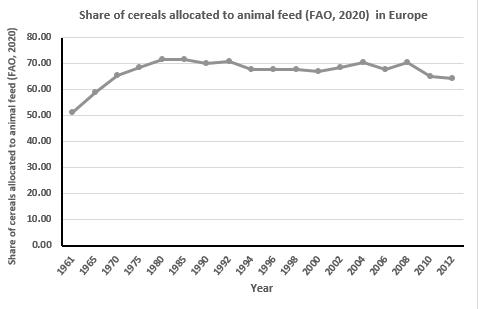 Share of cereals allocated to animal feed (FAO, 2020)  in Europe
Share of cereals allocated to animal feed (FAO, 2020)
80.00
70.00
60.00
50.00
40.00
30.00
20.00
10.00
0.00
1961 1965 1970 1975 1980 1985 1990 1992 1994 1996 1998 2000 2002 2004 2006 2008 2010 2012
Year